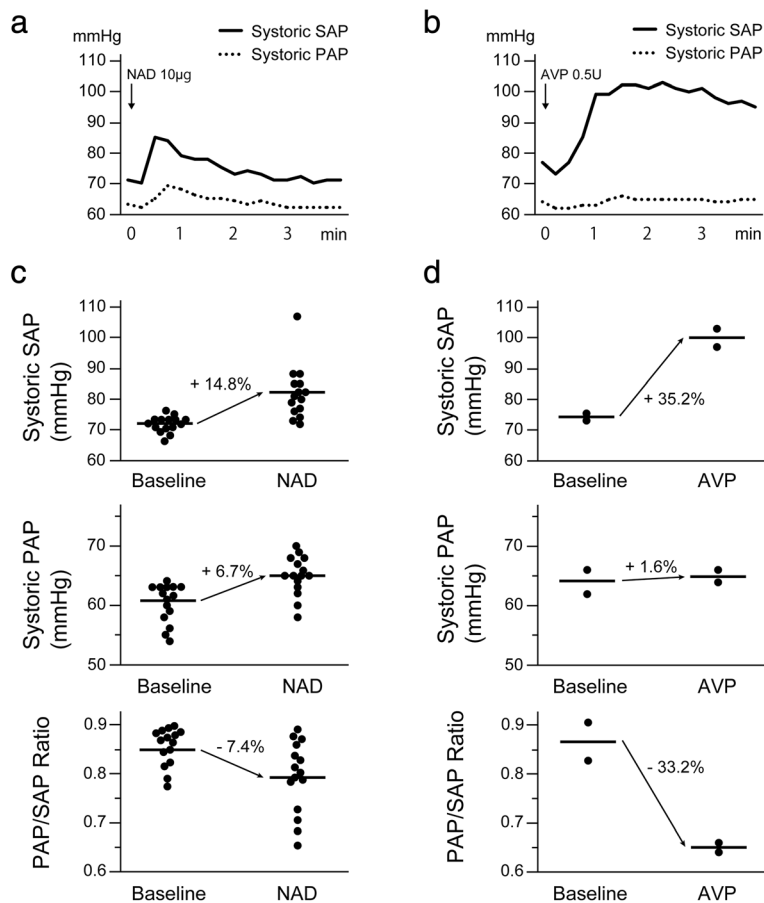 a
mmHg
Systoric SAP
Systoric PAP
NAD 10µg
110
100
90
80
70
60
0 1 2 3 min
b
mmHg
Systoric SAP
Systoric PAP
AVP 0.5U
110
100
90
80
70
60
0 1 2 3 min
c
Systoric SAP
(mmHg)
110
100
90
80
70
60
+ 14.8%
Baseline NAD
Systoric PAP
(mmHg)
70
60
50
+ 6.7%
Baseline NAD
PAP/SAP Ratio
0.9
0.8
0.7
0.6
- 7.4%
Baseline NAD
d
Systoric SAP
(mmHg)
110
100
90
80
70
60
+ 35.2%
Baseline AVP
Systoric PAP
(mmHg)
70
60
50
+ 1.6%
Baseline AVP
PAP/SAP Ratio
0.9
0.8
0.7
0.6
- 33.2%
Baseline AVP